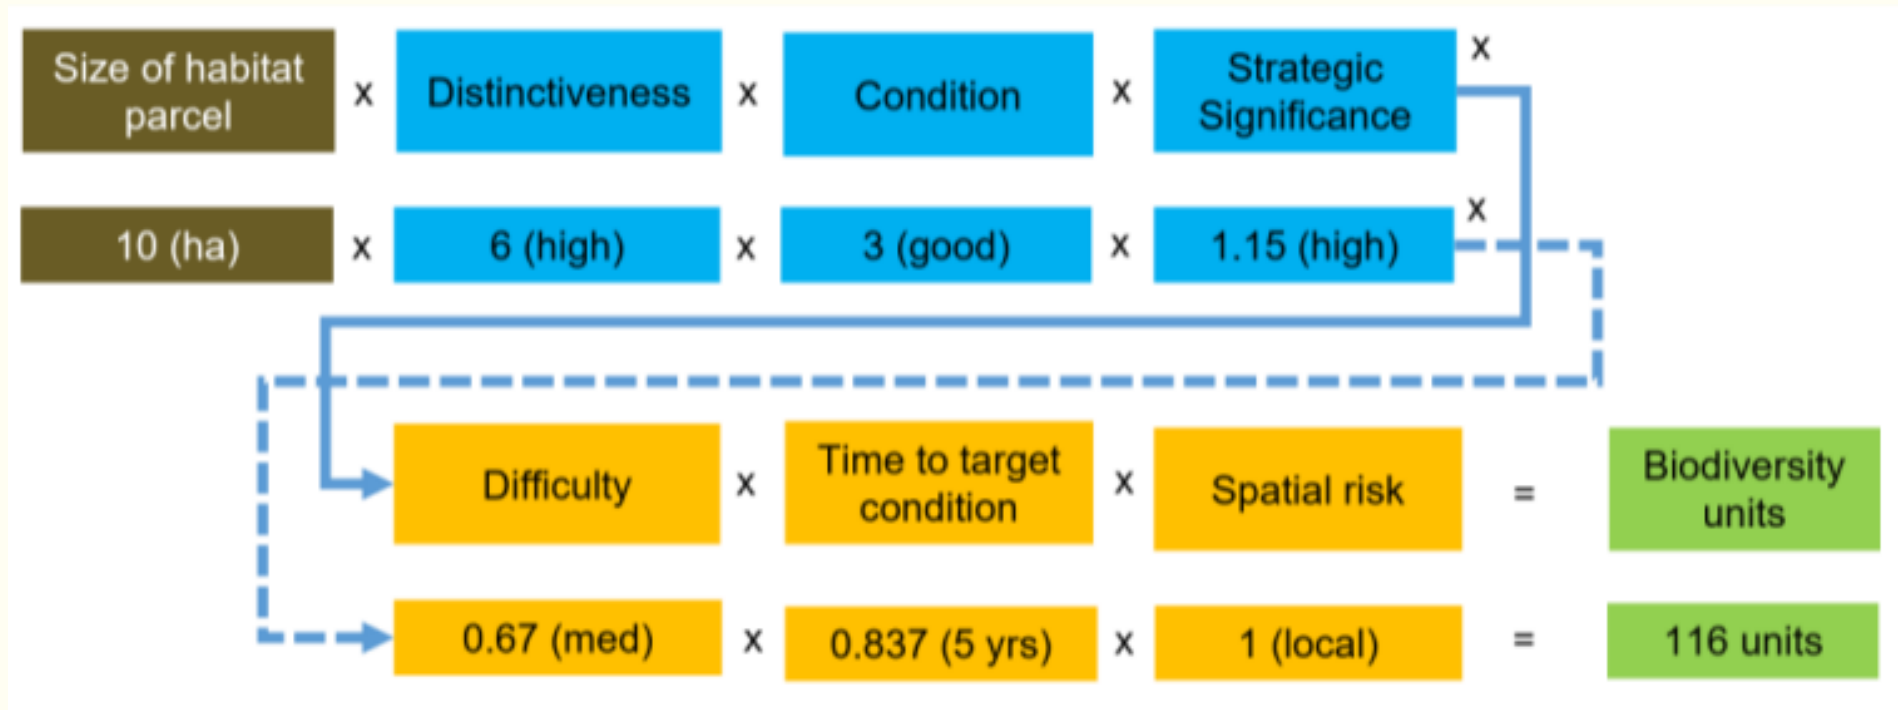 Size of habitat
parcel
x
Distinctiveness
x
Condition
x
Strategic
Significance
x
10 (ha)
x
6 (high)
x
3 (good)
x
1.15 (high)
x
Difficulty
x
Time to target
condition
x
Spatial risk
=
Biodiversity
units
0.67 (med)
x
0.837 (5 yrs)
x
1 (local)
=
116 units